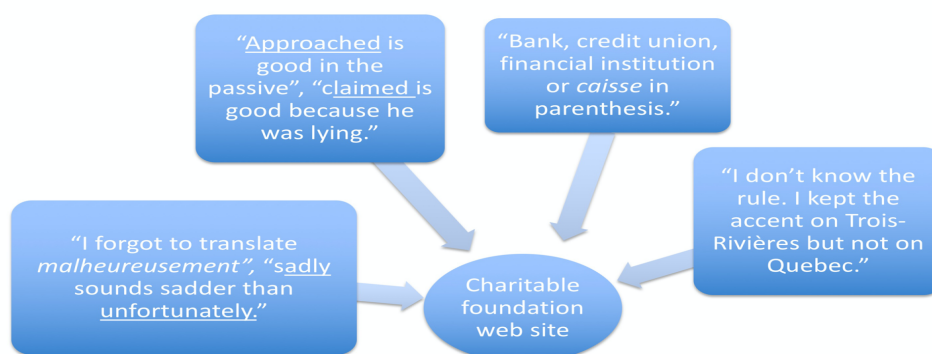 “Approached is
good in the
passive”, “claimed is
good because he
was lying.”
“Bank, credit union,
financial institution
or caisse in
parenthesis.”
“I don’t know the
rule. I kept the
accent on Trois-
Rivières but not on
Quebec.”
“I forgot to translate
malheureusement”, “sadly
sounds sadder than
unfortunately.”
Charitable
foundation
web site